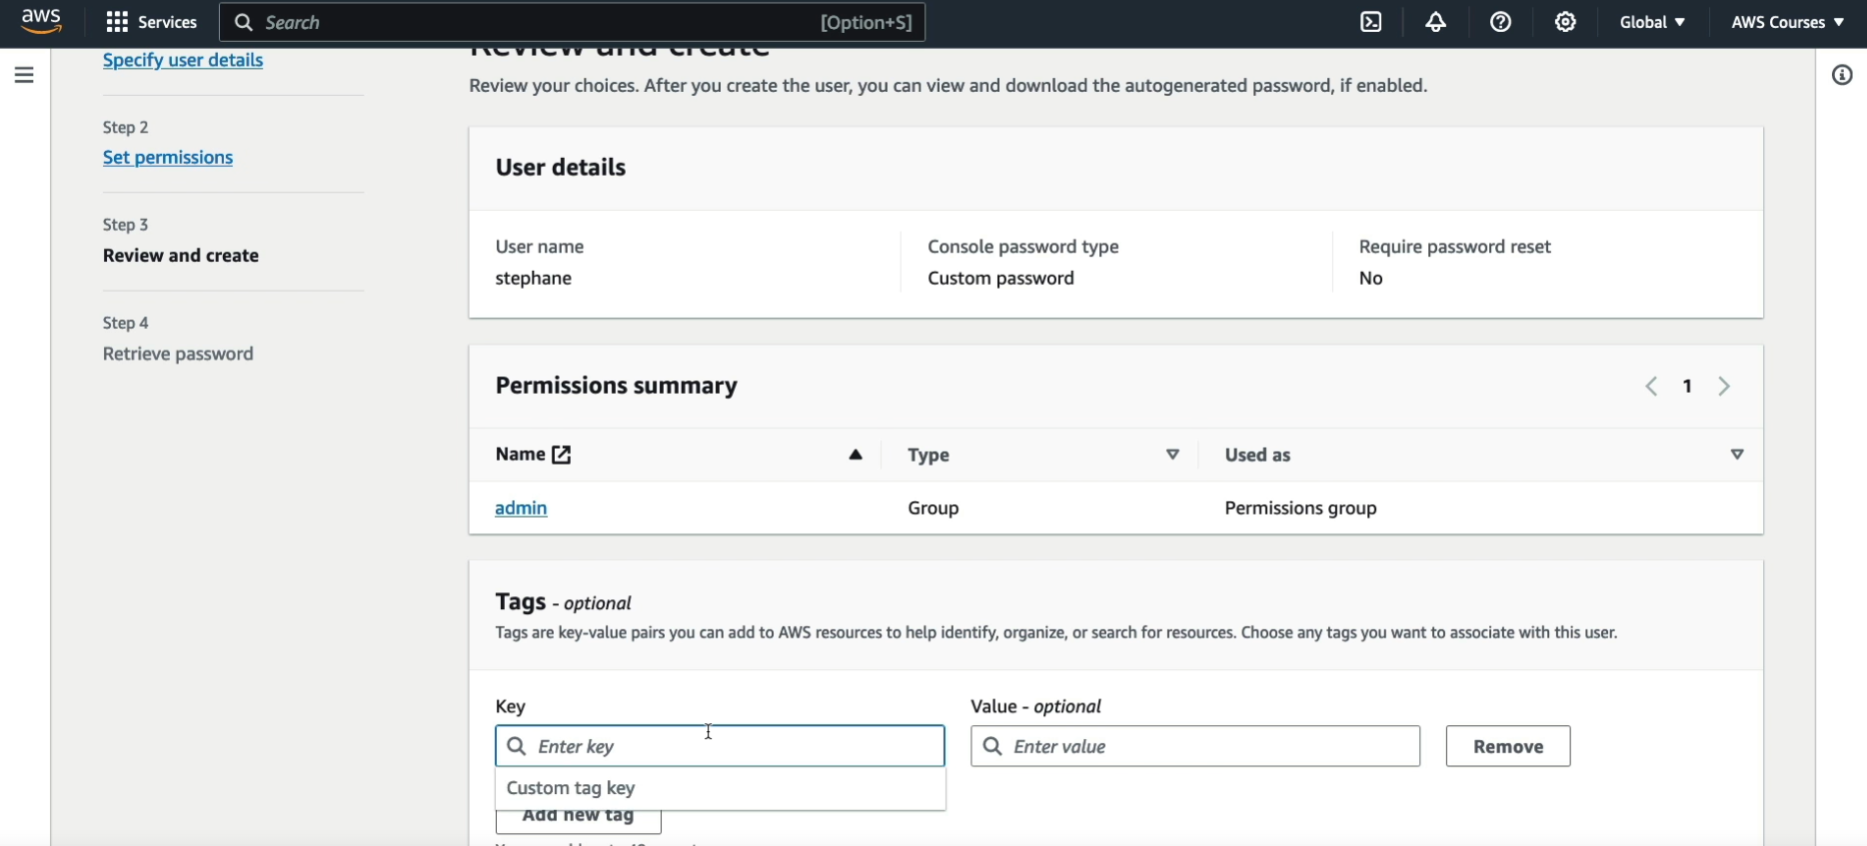 aws
Services
Search
[Option+S]
Global
AWS Courses
Specify user details
Review and create
Review your choices. After you create the user, you can view and download the autogenerated password, if enabled.
Step 2
Set permissions
Step 3
Review and create
Step 4
Retrieve password
User details
User name
Console password type
Require password reset
stephane
Custom password
No
Permissions summary
1
Name
Type
Used as
admin
Group
Permissions group
Tags - optional
Tags are key-value pairs you can add to AWS resources to help identify, organize, or search for resources. Choose any tags you want to associate with this user.
Key
Value - optional
Enter key
Enter value
Remove
Custom tag key
Add new tag